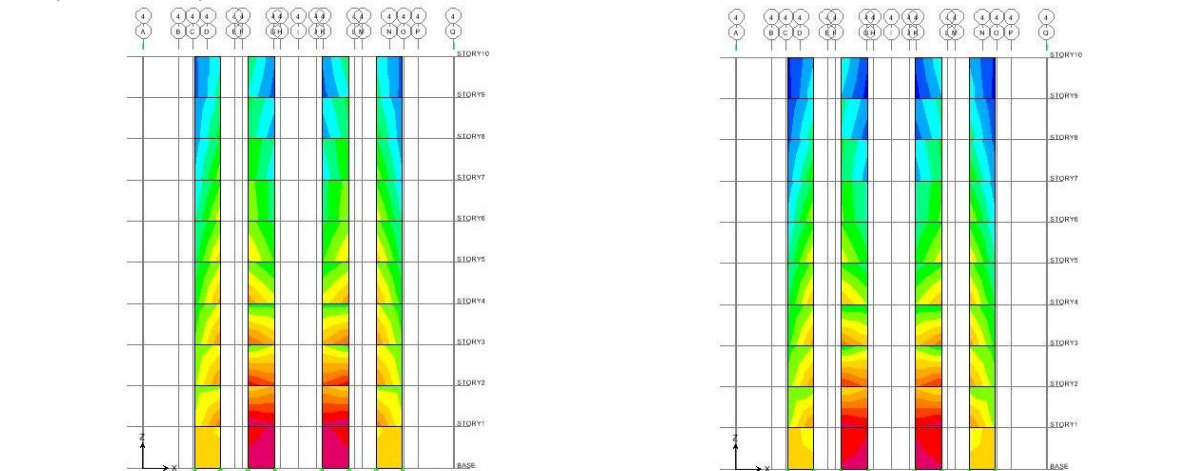 4 4 4 4 4 4 4 4 4 4 4 4 4 4 4 4 4
A B C D E F G H I J K L M N O P Q
STORY10
STORY9
STORY8
STORY7
STORY6
STORY5
STORY4
STORY3
STORY2
STORY1
BASE
Z
X
4 4 4 4 4 4 4 4 4 4 4 4 4 4 4 4 4
A B C D E F G H I J K L M N O P Q
STORY10
STORY9
STORY8
STORY7
STORY6
STORY5
STORY4
STORY3
STORY2
STORY1
BASE
Z
X